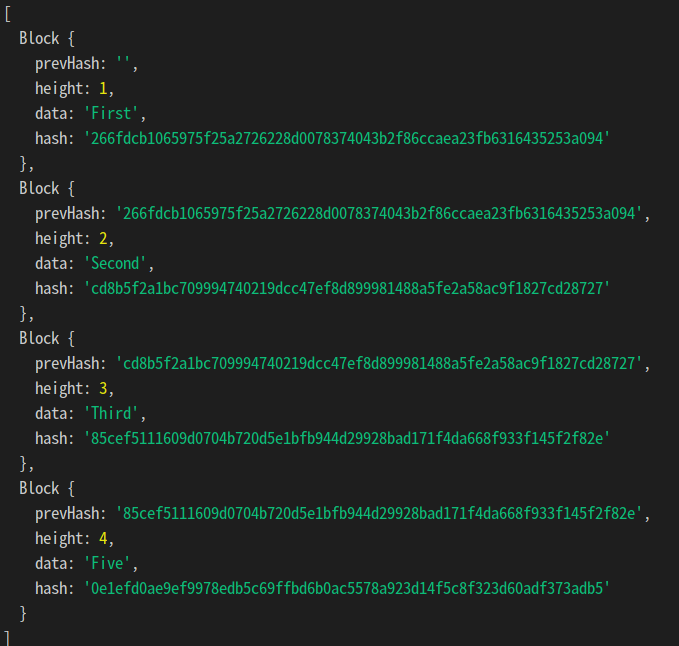 [
  Block {
    prevHash: '',
    height: 1,
    data: 'First',
    hash: '266fdcb1065975f25a2726228d0078374043b2f86ccaea23fb6316435253a094'
  },
  Block {
    prevHash: '266fdcb1065975f25a2726228d0078374043b2f86ccaea23fb6316435253a094',
    height: 2,
    data: 'Second',
    hash: 'cd8b5f2a1bc709994740219dcc47ef8d899981488a5fe2a58ac9f1827cd28727'
  },
  Block {
    prevHash: 'cd8b5f2a1bc709994740219dcc47ef8d899981488a5fe2a58ac9f1827cd28727',
    height: 3,
    data: 'Third',
    hash: '85cef5111609d0704b720d5e1bfb944d29928bad171f4da668f933f145f2f82e'
  },
  Block {
    prevHash: '85cef5111609d0704b720d5e1bfb944d29928bad171f4da668f933f145f2f82e',
    height: 4,
    data: 'Five',
    hash: '0e1efd0ae9ef9978edb5c69ffbd6b0ac5578a923d14f5c8f323d60adf373adb5'
  }
]